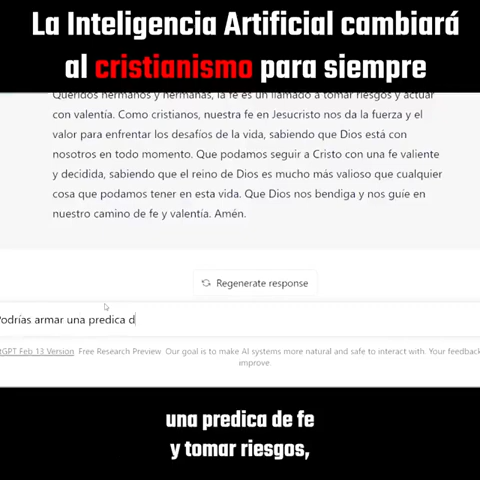 La Inteligencia Artificial cambiará
al cristianismo para siempre
Queridos hermanos y hermanas, la fe es un llamado a tomar riesgos y actuar
con valentía. Como cristianos, nuestra fe en Jesucristo nos da la fuerza y el
valor para enfrentar los desafíos de la vida, sabiendo que Dios está con
nosotros en todo momento. Que podamos seguir a Cristo con una fe valiente
y decidida, sabiendo que el reino de Dios es mucho más valioso que cualquier
cosa que podamos tener en esta vida. Que Dios nos bendiga y nos guíe en
nuestro camino de fe y valentía. Amén.
Regenerate response
Podrías armar una predica d
tGPT Feb 13 Version. Free Research Preview. Our goal is to make AI systems more natural and safe to interact with. Your feedback
improve.
una predica de fe
y tomar riesgos,